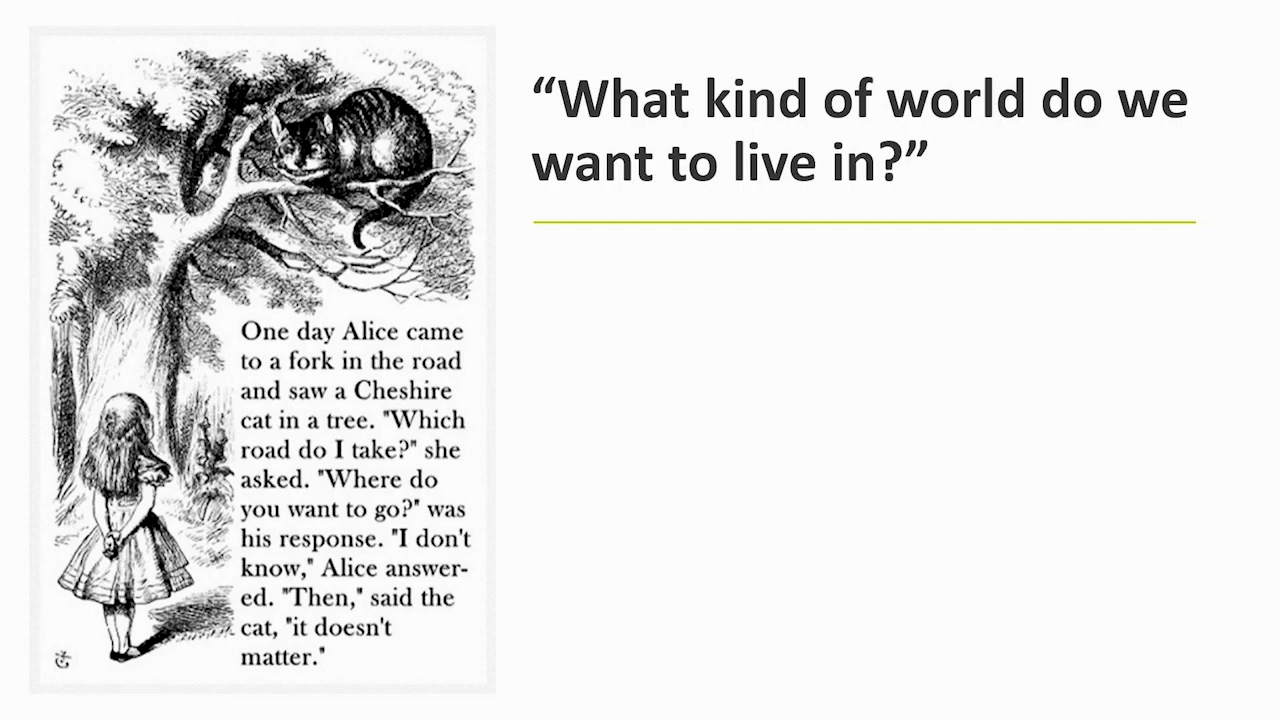 “What kind of world do we
want to live in?”
One day Alice came
to a fork in the road
and saw a Cheshire
cat in a tree. "Which
road do I take?" she
asked. "Where do
you want to go?" was
his response. "I don't
know," Alice answer-
ed. "Then," said the
cat, "it doesn't
matter."